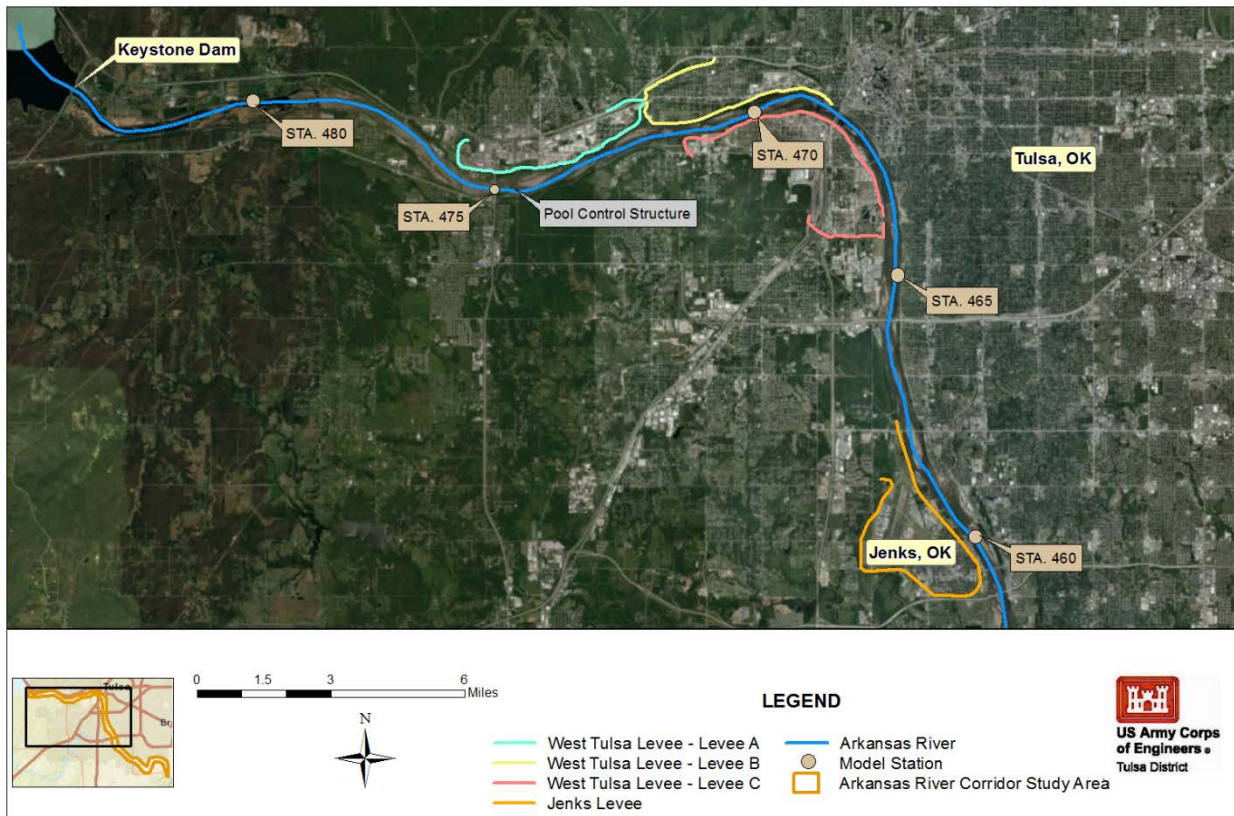 Keystone Dam
STA. 480
STA. 470
Tulsa, OK
STA. 475
Pool Control Structure
STA. 465
Jenks, OK
STA. 460
Tulsa
0 1.5 3 6
Miles
N
LEGEND
West Tulsa Levee - Levee A
West Tulsa Levee - Levee B
West Tulsa Levee - Levee C
Jenks Levee
Arkansas River
Model Station
Arkansas River Corridor Study Area
US Army Corps
of Engineers ®
Tulsa District